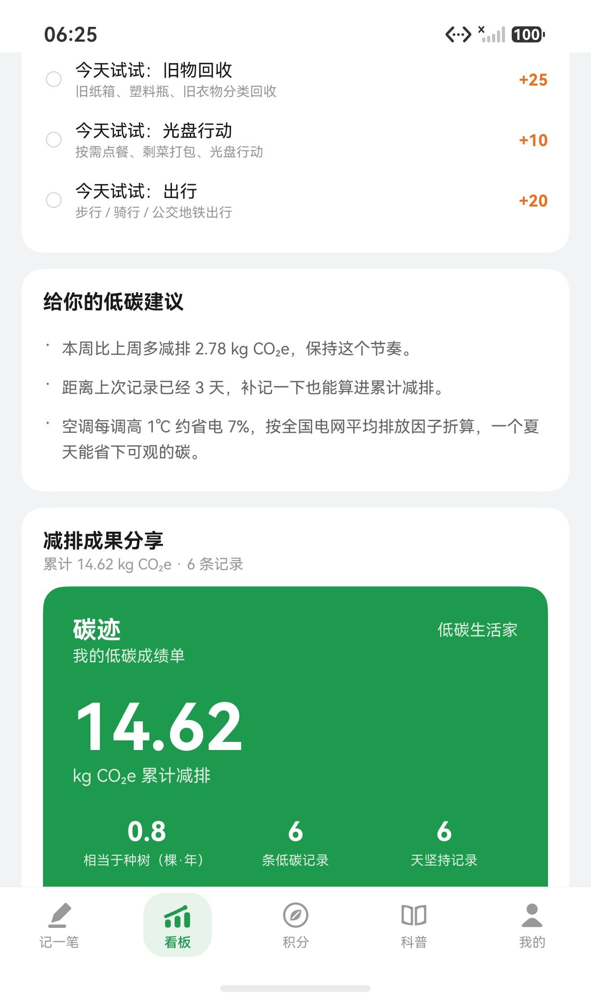 06:25
100
今天试试：旧物回收
旧纸箱、塑料瓶、旧衣物分类回收
+25
今天试试：光盘行动
按需点餐、剩菜打包、光盘行动
+10
今天试试：出行
步行 / 骑行 / 公交地铁出行
+20
给你的低碳建议
· 本周比上周多减排 2.78 kg CO₂e，保持这个节奏。
· 距离上次记录已经 3 天，补记一下也能算进累计减排。
· 空调每调高 1℃ 约省电 7%，按全国电网平均排放因子折算，一个夏
天能省下可观的碳。
减排成果分享
累计 14.62 kg CO₂e · 6 条记录
碳迹
低碳生活家
我的低碳成绩单
14.62
kg CO₂e 累计减排
0.8
6
6
相当于种树（棵·年）
条低碳记录
天坚持记录
记一笔
看板
积分
科普
我的